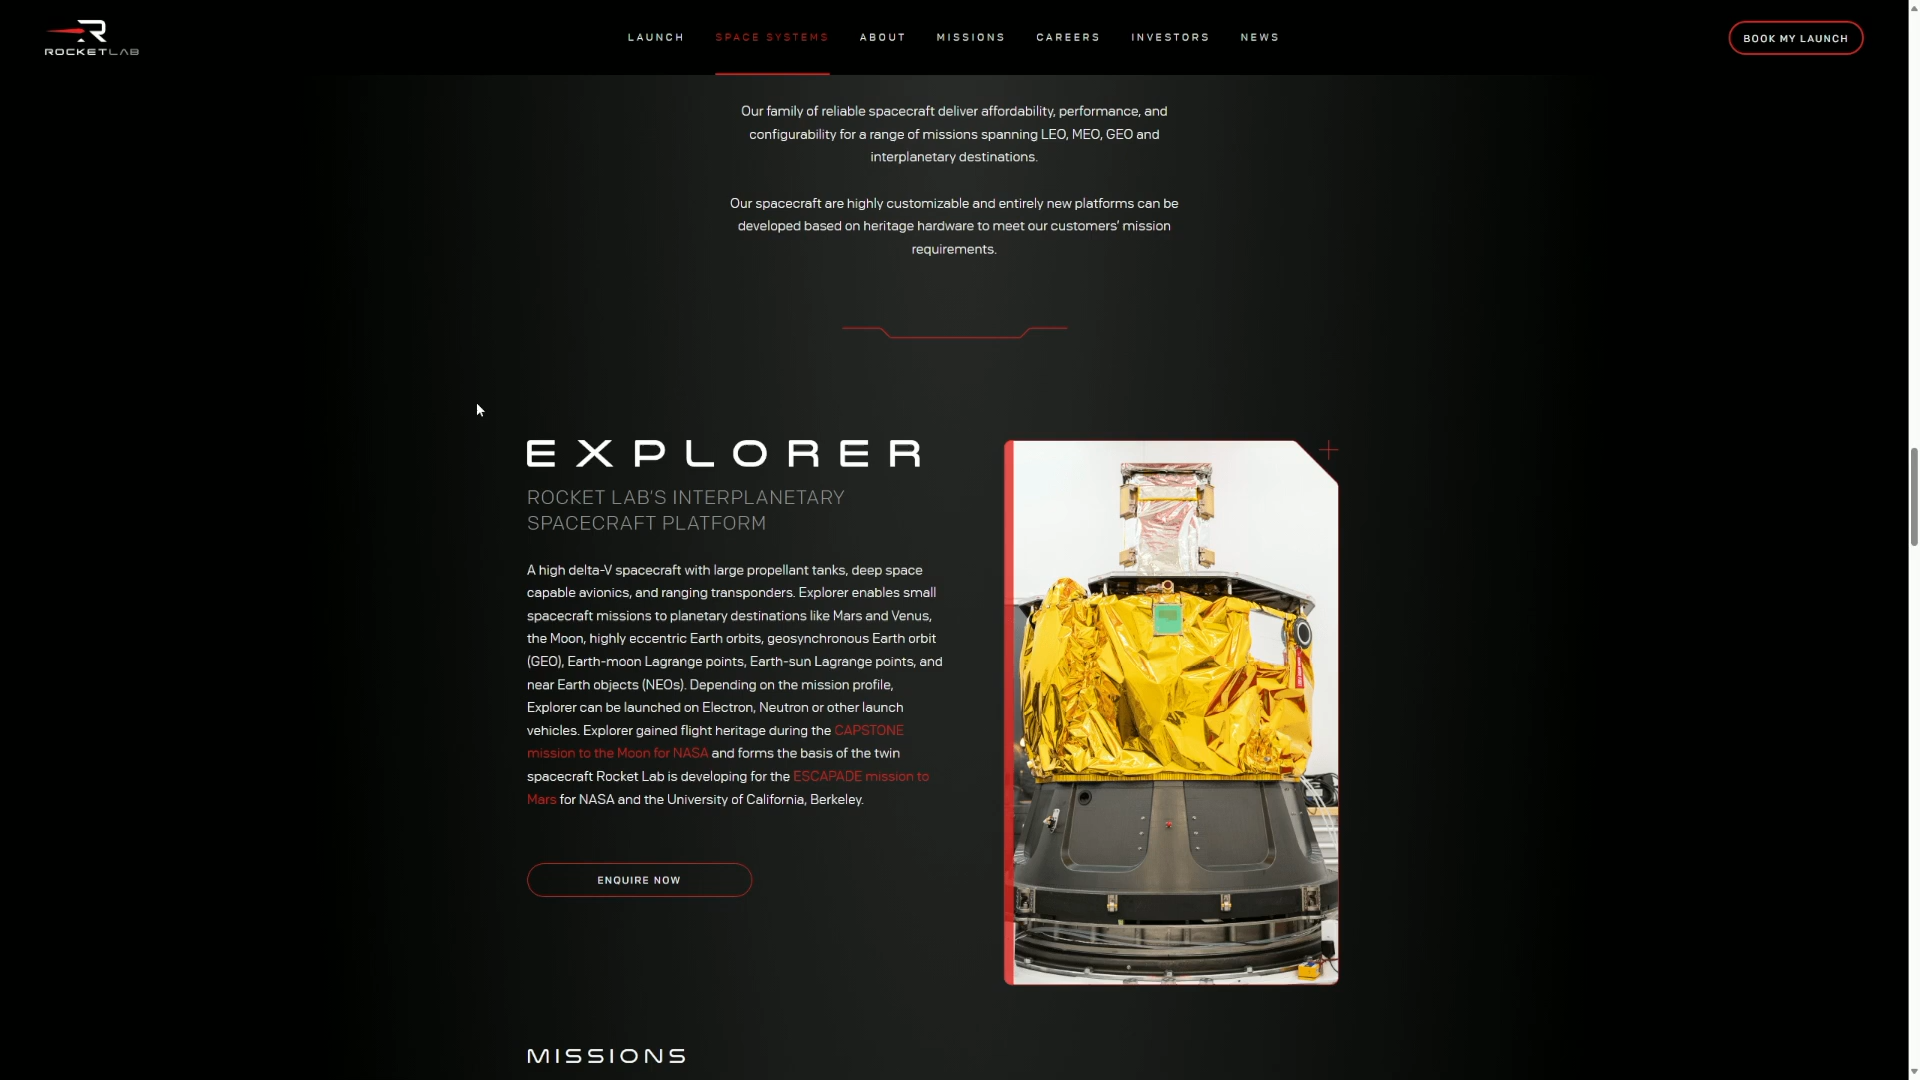 ROCKETLAB
LAUNCH
SPACE SYSTEMS
ABOUT
MISSIONS
CAREERS
INVESTORS
NEWS
BOOK MY LAUNCH
Our family of reliable spacecraft deliver affordability, performance, and
configurability for a range of missions spanning LEO, MEO, GEO and
interplanetary destinations.
Our spacecraft are highly customizable and entirely new platforms can be
developed based on heritage hardware to meet our customers' mission
requirements.
EXPLORER
ROCKET LAB'S INTERPLANETARY
SPACECRAFT PLATFORM
A high delta-V spacecraft with large propellant tanks, deep space
capable avionics, and ranging transponders. Explorer enables small
spacecraft missions to planetary destinations like Mars and Venus,
the Moon, highly eccentric Earth orbits, geosynchronous Earth orbit
(GEO), Earth-moon Lagrange points, Earth-sun Lagrange points, and
near Earth objects (NEOs). Depending on the mission profile,
Explorer can be launched on Electron, Neutron or other launch
vehicles. Explorer gained flight heritage during the CAPSTONE
mission to the Moon for NASA and forms the basis of the twin
spacecraft Rocket Lab is developing for the ESCAPADE mission to
Mars for NASA and the University of California, Berkeley.
ENQUIRE NOW
MISSIONS